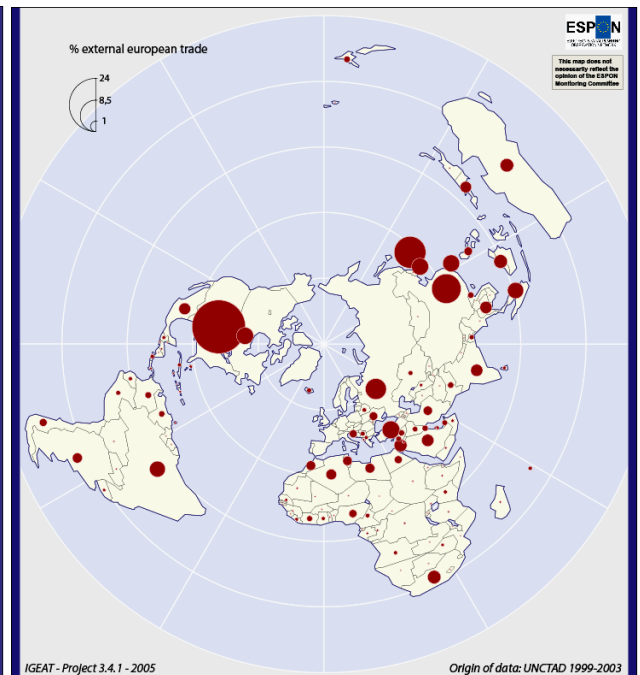 % external european trade
24
8,5
1
ESPON
This map does not
necessarily reflect the
opinion of the ESPON
Monitoring Committee
IGEAT - Project 3.4.1 - 2005
Origin of data: UNCTAD 1999-2003